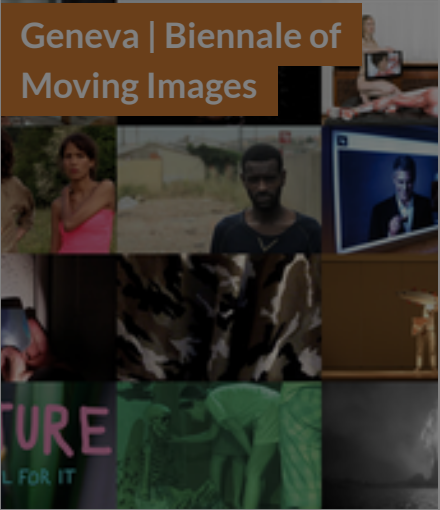 Geneva | Biennale of
Moving Images
TURE
L FOR IT